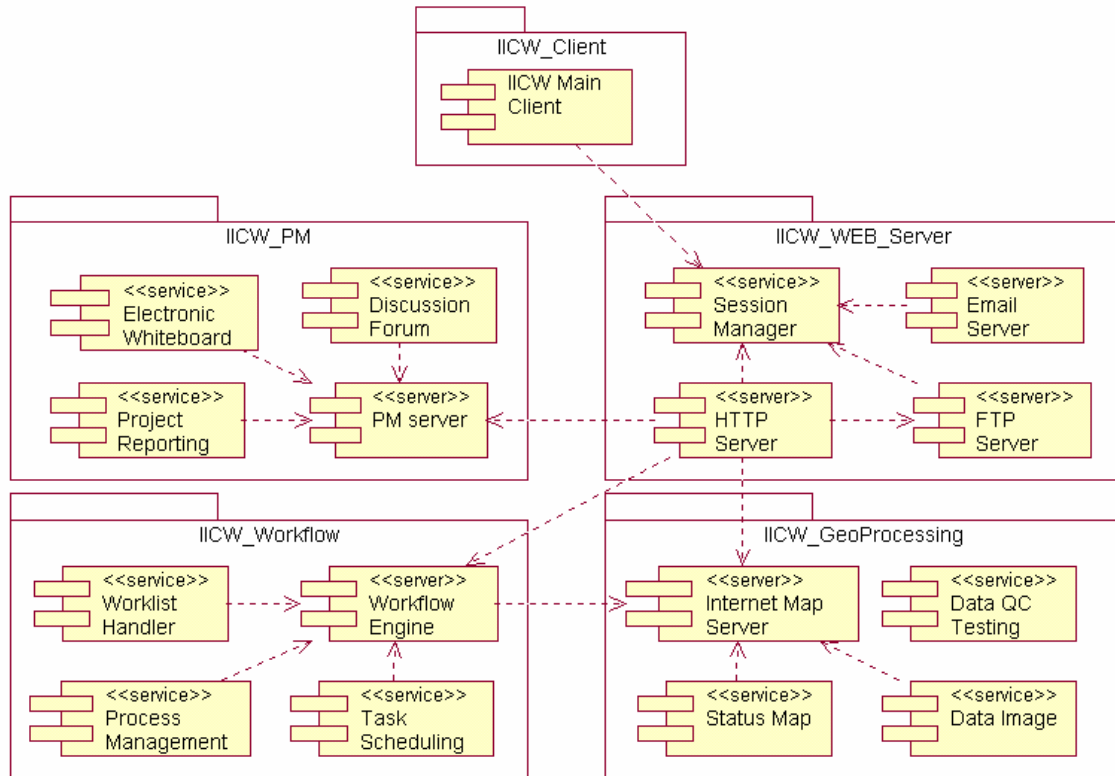 IICW_Client
IICW Main
Client
IICW_PM
<<service>>
Electronic
Whiteboard
<<service>>
Discussion
Forum
<<service>>
Project
Reporting
<<server>>
PM server
IICW_WEB_Server
<<service>>
Session
Manager
<<server>>
Email
Server
<<server>>
HTTP
Server
<<server>>
FTP
Server
IICW_Workflow
<<service>>
Worklist
Handler
<<server>>
Workflow
Engine
<<service>>
Process
Management
<<service>>
Task
Scheduling
IICW_GeoProcessing
<<server>>
Internet Map
Server
<<service>>
Data QC
Testing
<<service>>
Status Map
<<service>>
Data Image